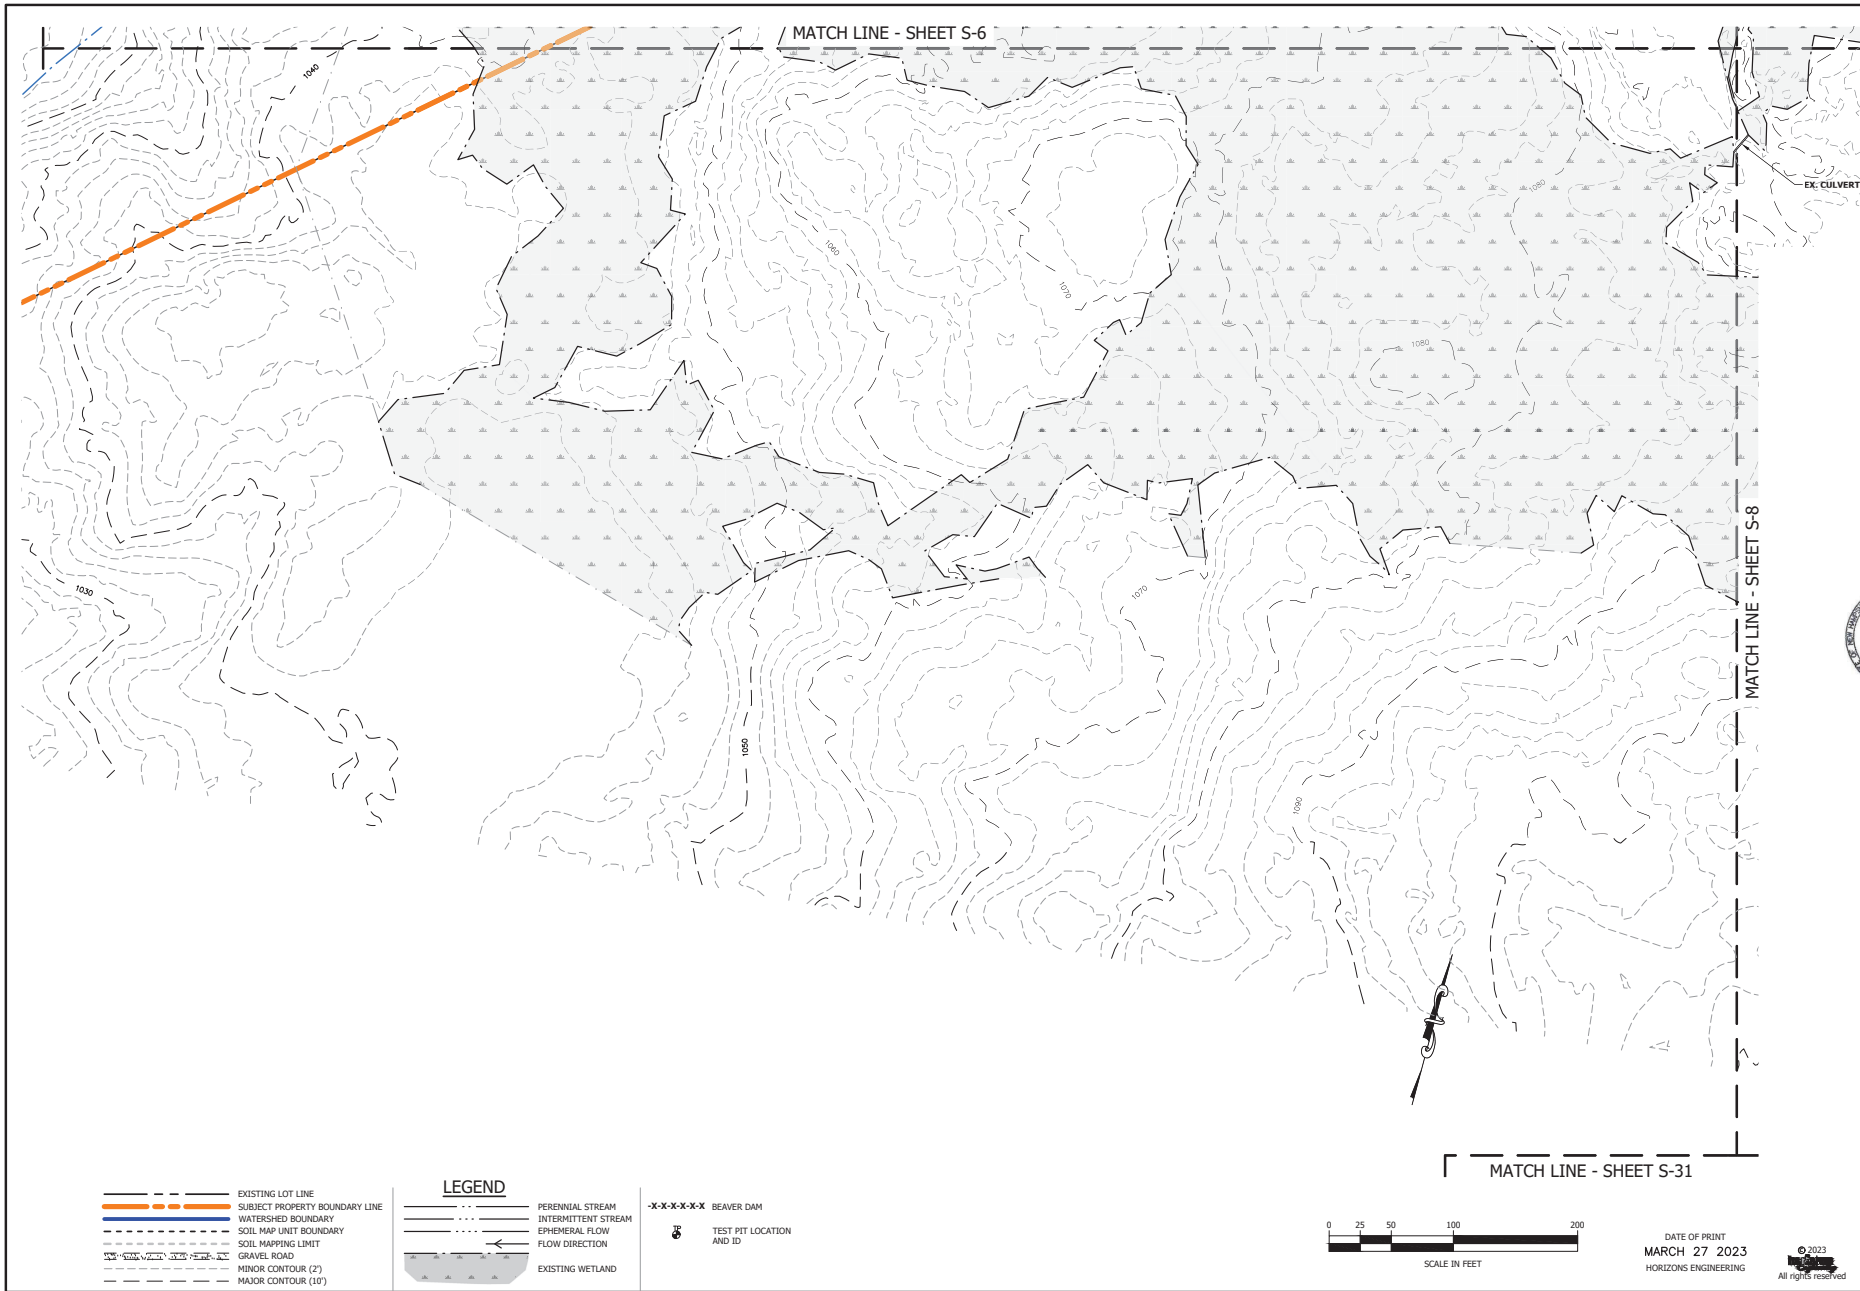 MATCH LINE - SHEET S-6
1040
1080
EX. CULVERT
1060
1070
1080
MATCH LINE - SHEET S-8
1030
1070
1050
1090
MATCH LINE - SHEET S-31
LEGEND
EXISTING LOT LINE
SUBJECT PROPERTY BOUNDARY LINE
WATERSHED BOUNDARY
SOIL MAP UNIT BOUNDARY
SOIL MAPPING LIMIT
GRAVEL ROAD
MINOR CONTOUR (2')
MAJOR CONTOUR (10')
PERENNIAL STREAM
INTERMITTENT STREAM
EPHEMERAL FLOW
FLOW DIRECTION
EXISTING WETLAND
-X-X-X-X-X-X BEAVER DAM
TP
TEST PIT LOCATION
AND ID
0 25 50 100 200
SCALE IN FEET
DATE OF PRINT
MARCH 27 2023
HORIZONS ENGINEERING
© 2023
All rights reserved